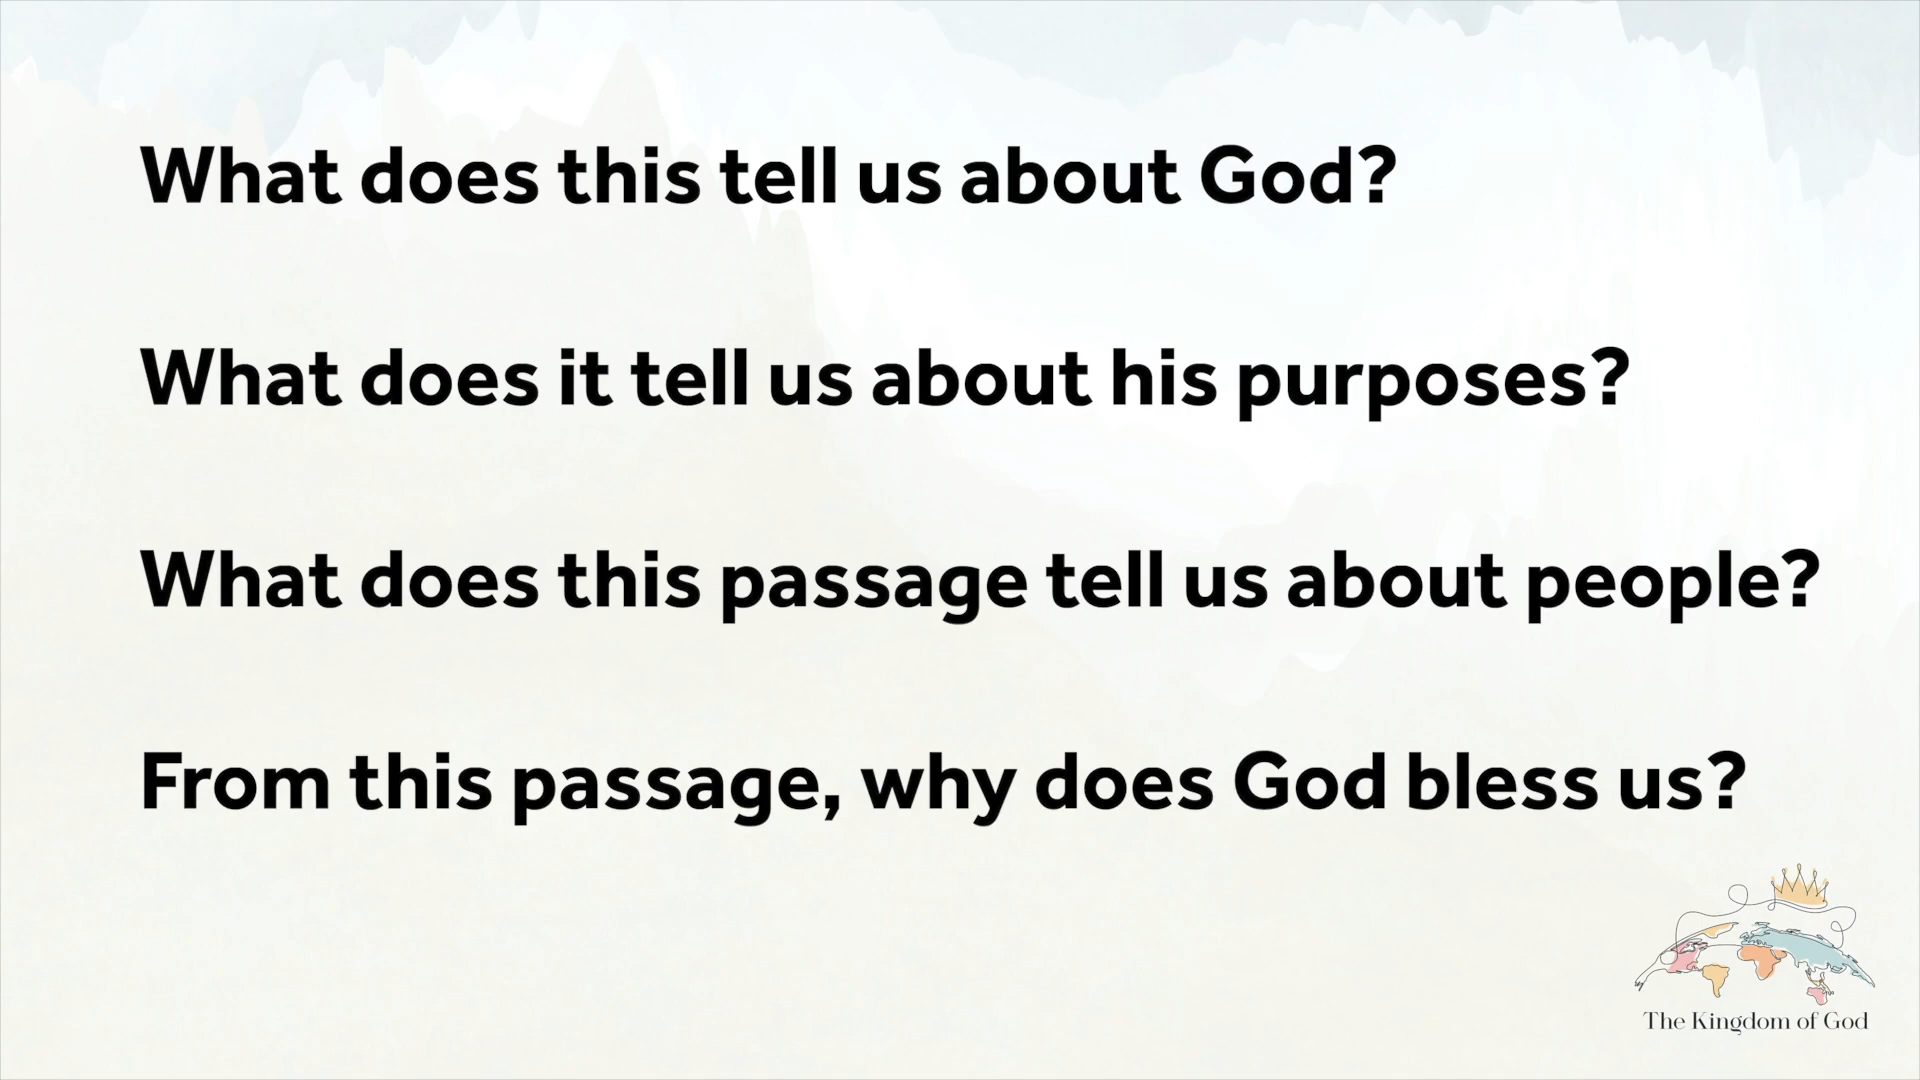 What does this tell us about God?
What does it tell us about his purposes?
What does this passage tell us about people?
From this passage, why does God bless us?
The Kingdom of God